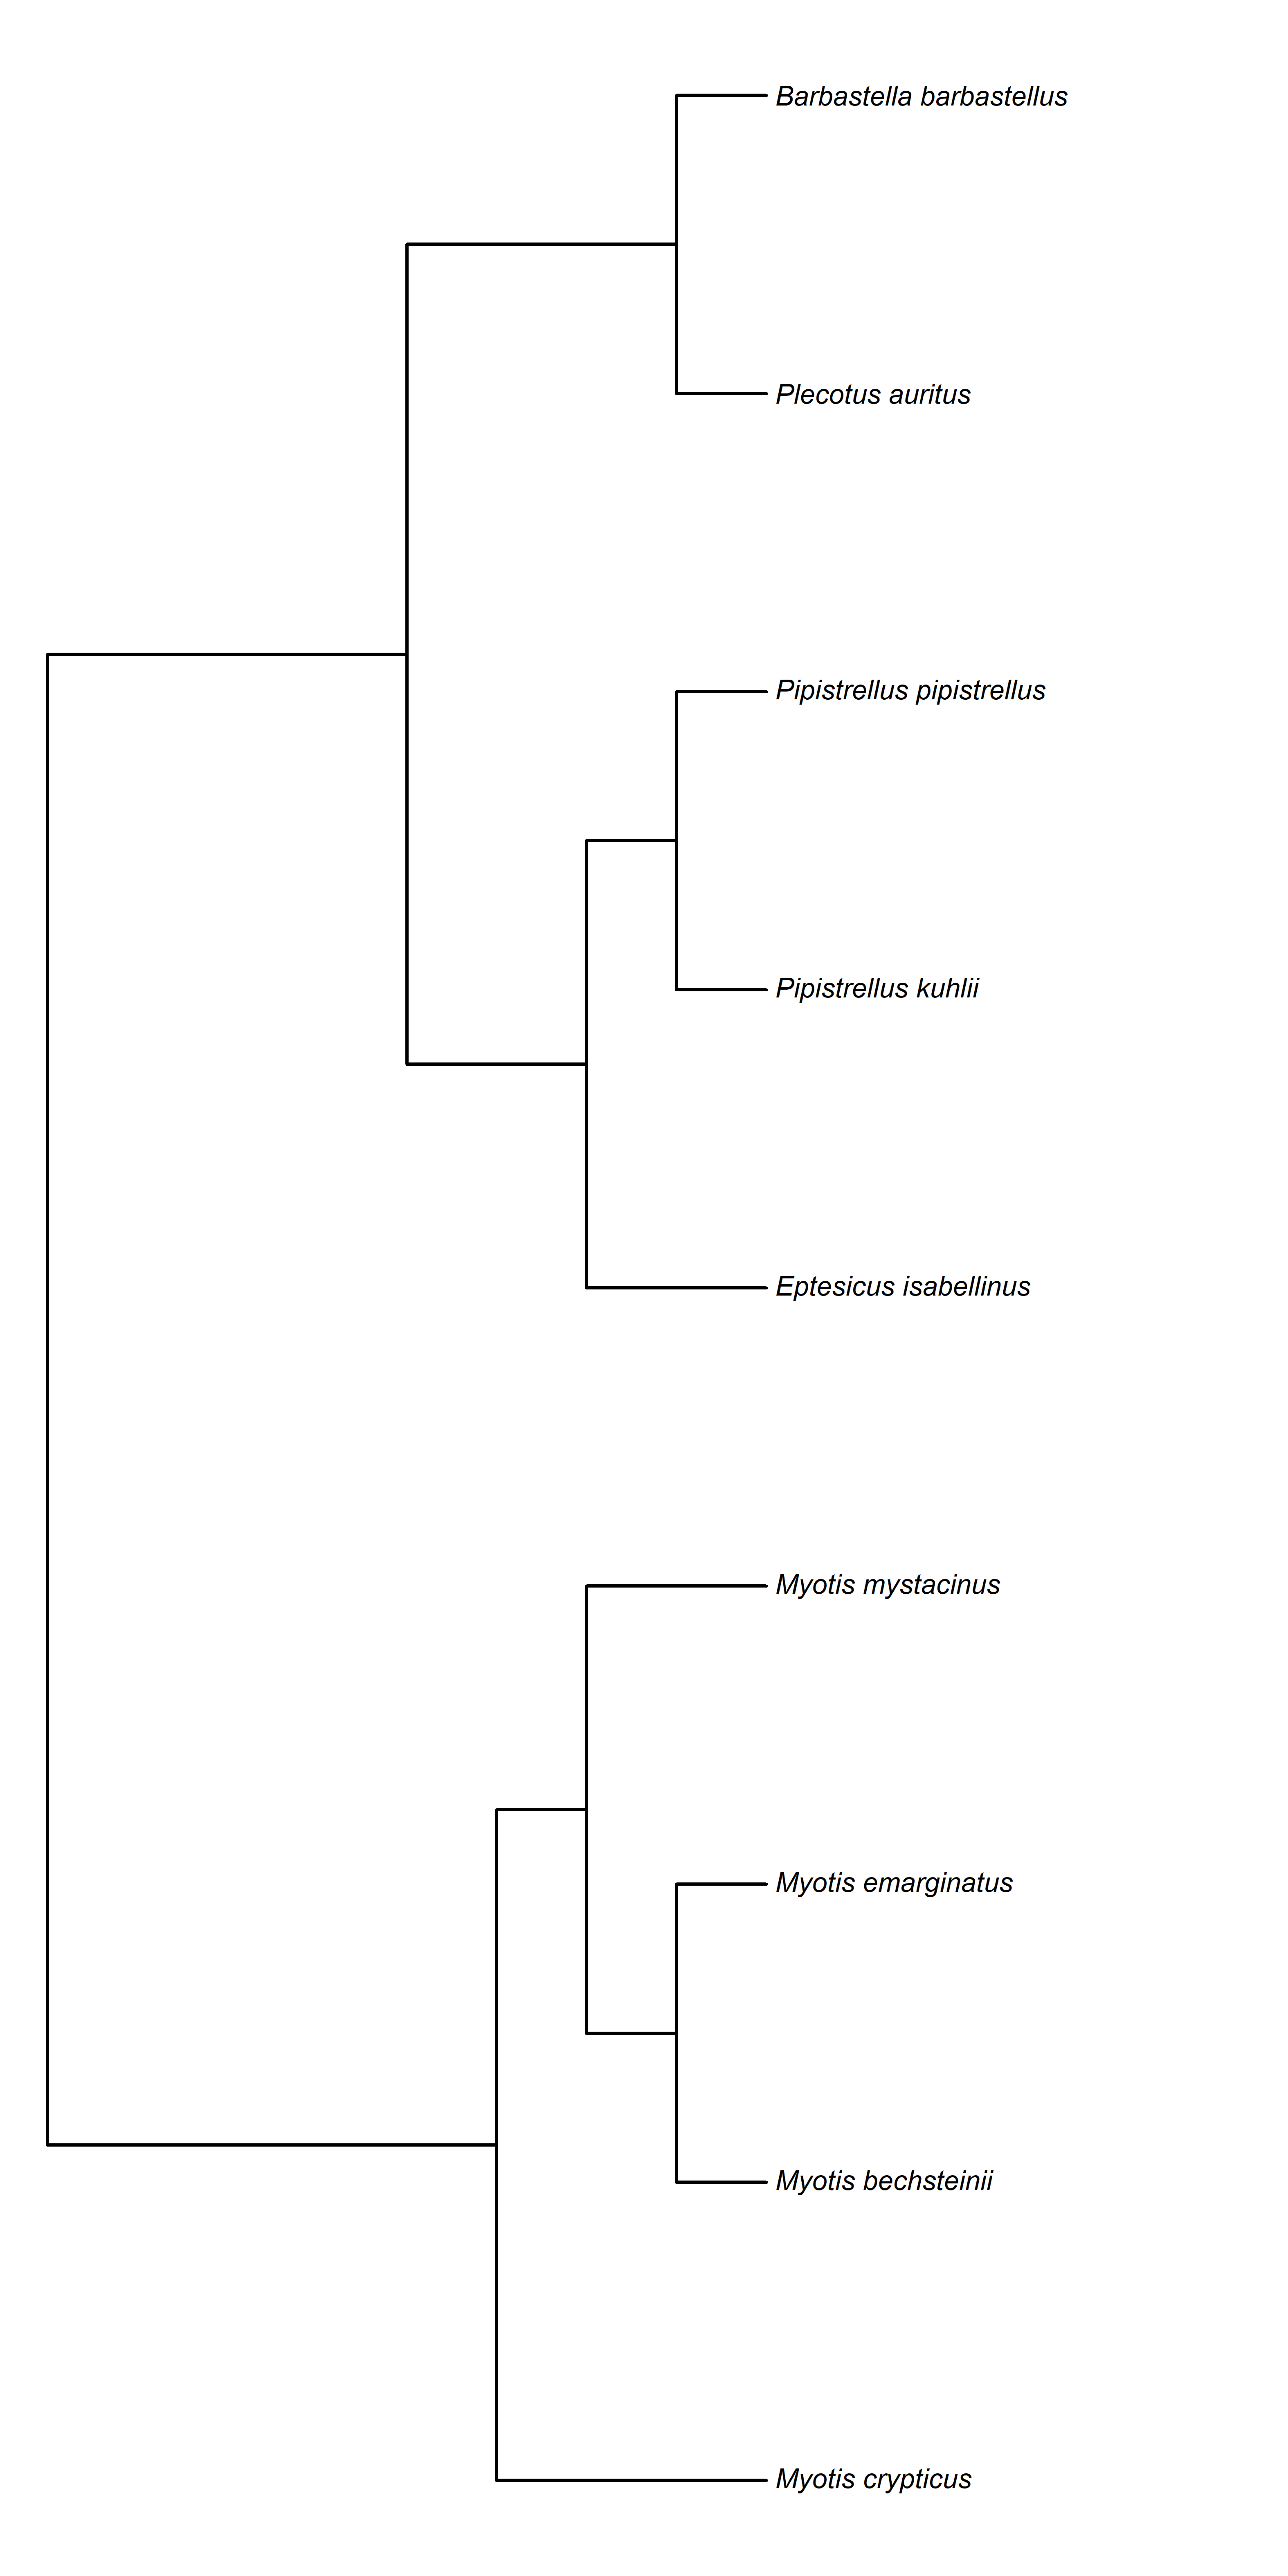 Barbastella barbastellus
Plecotus auritus
Pipistrellus pipistrellus
Pipistrellus kuhlii
Eptesicus isabellinus
Myotis mystacinus
Myotis emarginatus
Myotis bechsteinii
Myotis crypticus